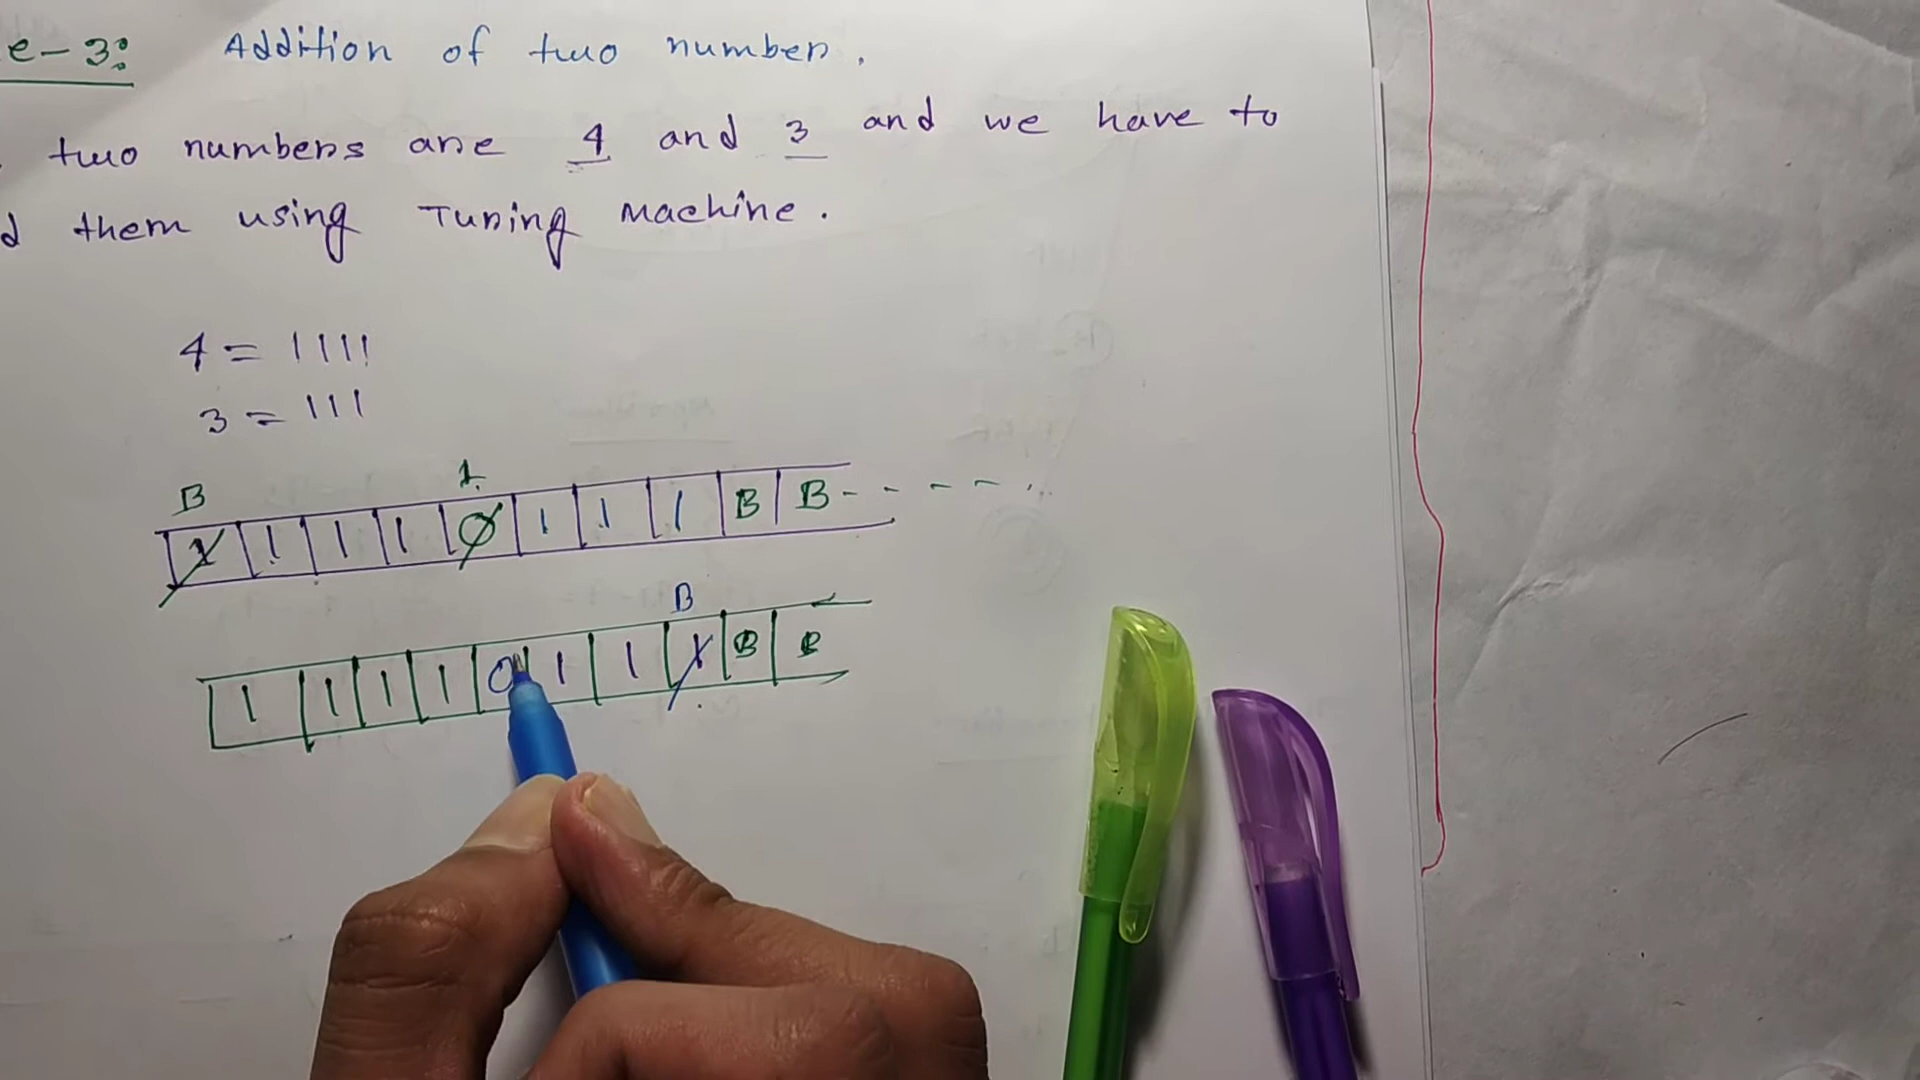 e-3: Addition of two number.
two numbers are 4 and 3 and we have to
d them using Turing Machine.
4 = 1111
3 = 111
B 1
1 1 1 1 0 1 1 1 B B - - - - -
B
1 1 1 1 0 1 1 1 B B